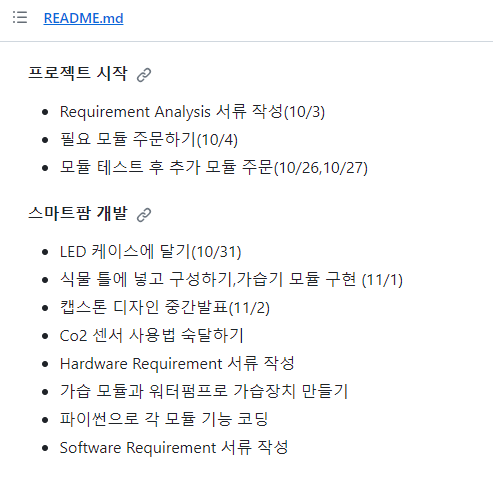 README.md
프로젝트 시작
Requirement Analysis 서류 작성(10/3)
필요 모듈 주문하기(10/4)
모듈 테스트 후 추가 모듈 주문(10/26,10/27)
스마트팜 개발
LED 케이스에 달기(10/31)
식물 틀에 넣고 구성하기,가습기 모듈 구현 (11/1)
캡스톤 디자인 중간발표(11/2)
Co2 센서 사용법 숙달하기
Hardware Requirement 서류 작성
가습 모듈과 워터펌프로 가습장치 만들기
파이썬으로 각 모듈 기능 코딩
Software Requirement 서류 작성